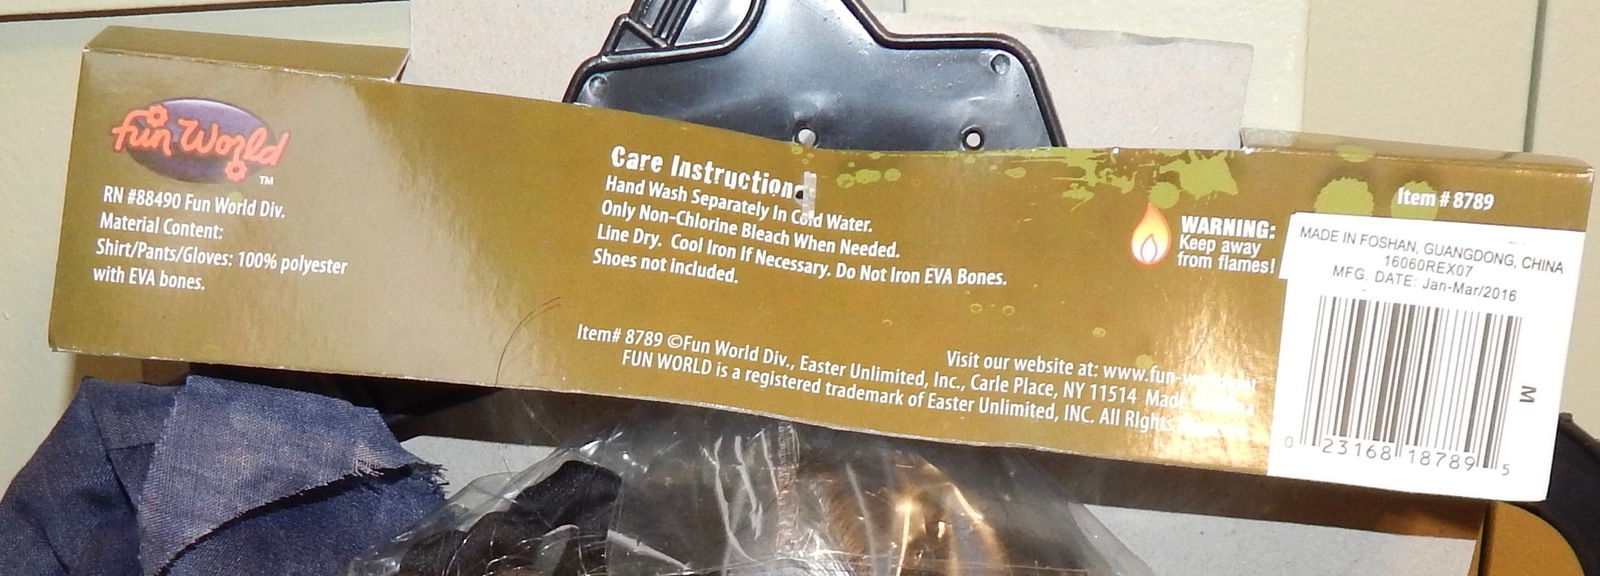 fun World
TM
RN #88490 Fun World Div.
Material Content:
Shirt/Pants/Gloves: 100% polyester
with EVA bones.
Care Instruction
Hand Wash Separately In Cold Water.
Only Non-Chlorine Bleach When Needed.
Line Dry. Cool Iron If Necessary. Do Not Iron EVA Bones.
Shoes not included.
Item# 8789 ©Fun World Div., Easter Unlimited, Inc., Carle Place, NY 11514 Made
FUN WORLD is a registered trademark of Easter Unlimited, INC. All Rights
Visit our website at: www.fun-w
WARNING:
Keep away
from flames!
Item # 8789
MADE IN FOSHAN, GUANGDONG, CHINA
16060REX07
MFG. DATE: Jan-Mar/2016
M
0 23168 18789 5